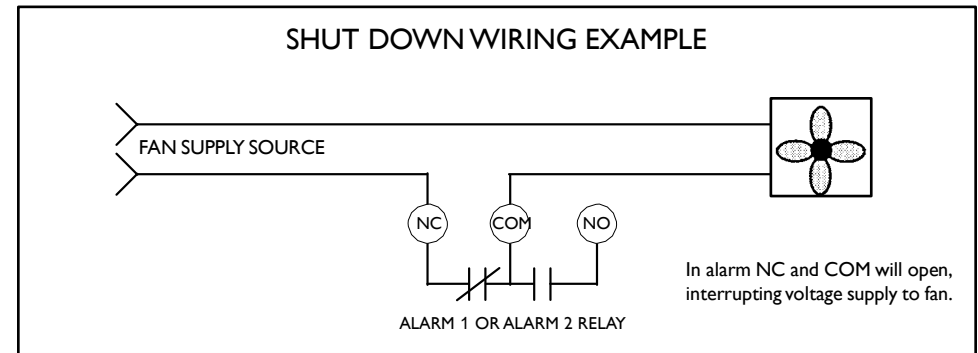 SHUT DOWN WIRING EXAMPLE
FAN SUPPLY SOURCE
NC
COM
NO
In alarm NC and COM will open,
interrupting voltage supply to fan.
ALARM 1 OR ALARM 2 RELAY